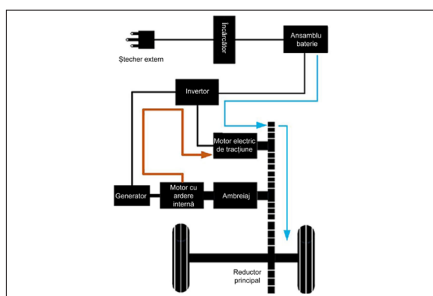 Încărcător
Ansamblu
baterie
Ștecher extern
Invertor
Motor electric
de tracțiune
Generator
Motor cu
ardere
internă
Ambreiaj
Reductor
principal